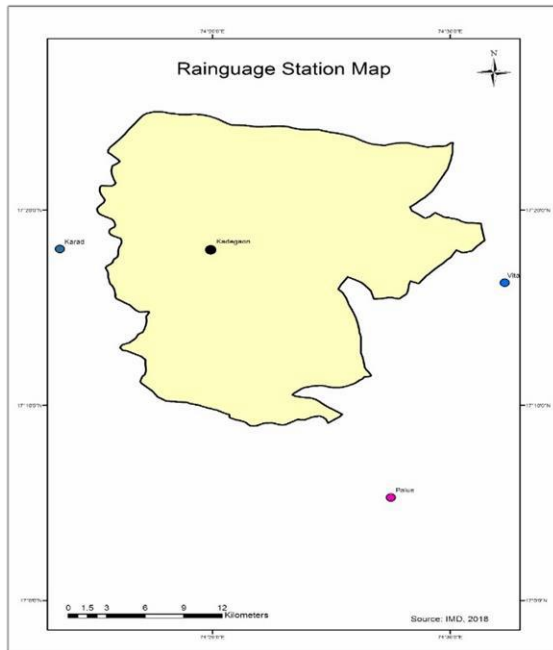 Rainguage Station Map
N
Karad
Kadegaon
Vita
Palus
0 1.5 3 6 9 12
Kilometers
Source: IMD, 2018